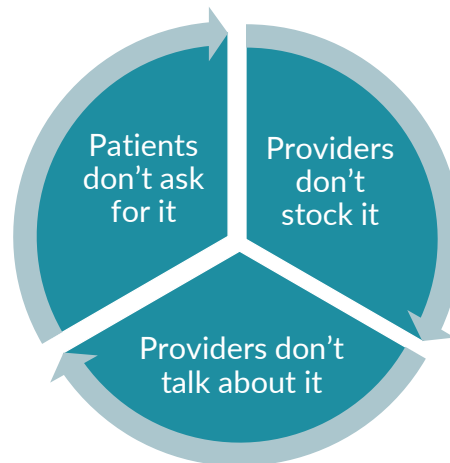 Patients
don’t ask
for it
Providers
don’t
stock it
Providers don’t
talk about it